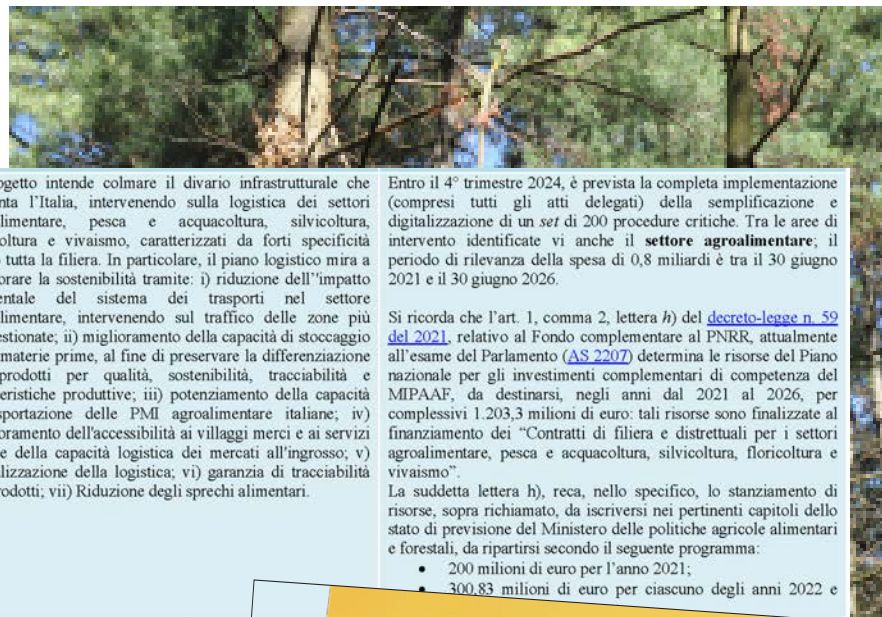 ogetto intende colmare il divario infrastrutturale che
nta l'Italia, intervenendo sulla logistica dei settori
limentare, pesca e acquacoltura, silvicoltura,
oltura e vivaismo, caratterizzati da forti specificità
tutta la filiera. In particolare, il piano logistico mira a
orare la sostenibilità tramite: i) riduzione dell''impatto
entale del sistema dei trasporti nel settore
limentare, intervenendo sul traffico delle zone più
estionate; ii) miglioramento della capacità di stoccaggio
materie prime, al fine di preservare la differenziazione
prodotti per qualità, sostenibilità, tracciabilità e
eristiche produttive; iii) potenziamento della capacità
sportazione delle PMI agroalimentare italiane; iv)
oramento dell'accessibilità ai villaggi merci e ai servizi
e della capacità logistica dei mercati all'ingrosso; v)
lizzazione della logistica; vi) garanzia di tracciabilità
rodotti; vii) Riduzione degli sprechi alimentari.
Entro il 4° trimestre 2024, è prevista la completa implementazione
(compresi tutti gli atti delegati) della semplificazione e
digitalizzazione di un set di 200 procedure critiche. Tra le aree di
intervento identificate vi anche il settore agroalimentare; il
periodo di rilevanza della spesa di 0,8 miliardi è tra il 30 giugno
2021 e il 30 giugno 2026.
Si ricorda che l'art. 1, comma 2, lettera h) del decreto-legge n. 59
del 2021, relativo al Fondo complementare al PNRR, attualmente
all'esame del Parlamento (AS 2207) determina le risorse del Piano
nazionale per gli investimenti complementari di competenza del
MIPAAF, da destinarsi, negli anni dal 2021 al 2026, per
complessivi 1.203,3 milioni di euro: tali risorse sono finalizzate al
finanziamento dei “Contratti di filiera e distrettuali per i settori
agroalimentare, pesca e acquacoltura, silvicoltura, floricoltura e
vivaismo”.
La suddetta lettera h), reca, nello specifico, lo stanziamento di
risorse, sopra richiamato, da iscriversi nei pertinenti capitoli dello
stato di previsione del Ministero delle politiche agricole alimentari
e forestali, da ripartirsi secondo il seguente programma:
• 200 milioni di euro per l'anno 2021;
• 300,83 milioni di euro per ciascuno degli anni 2022 e